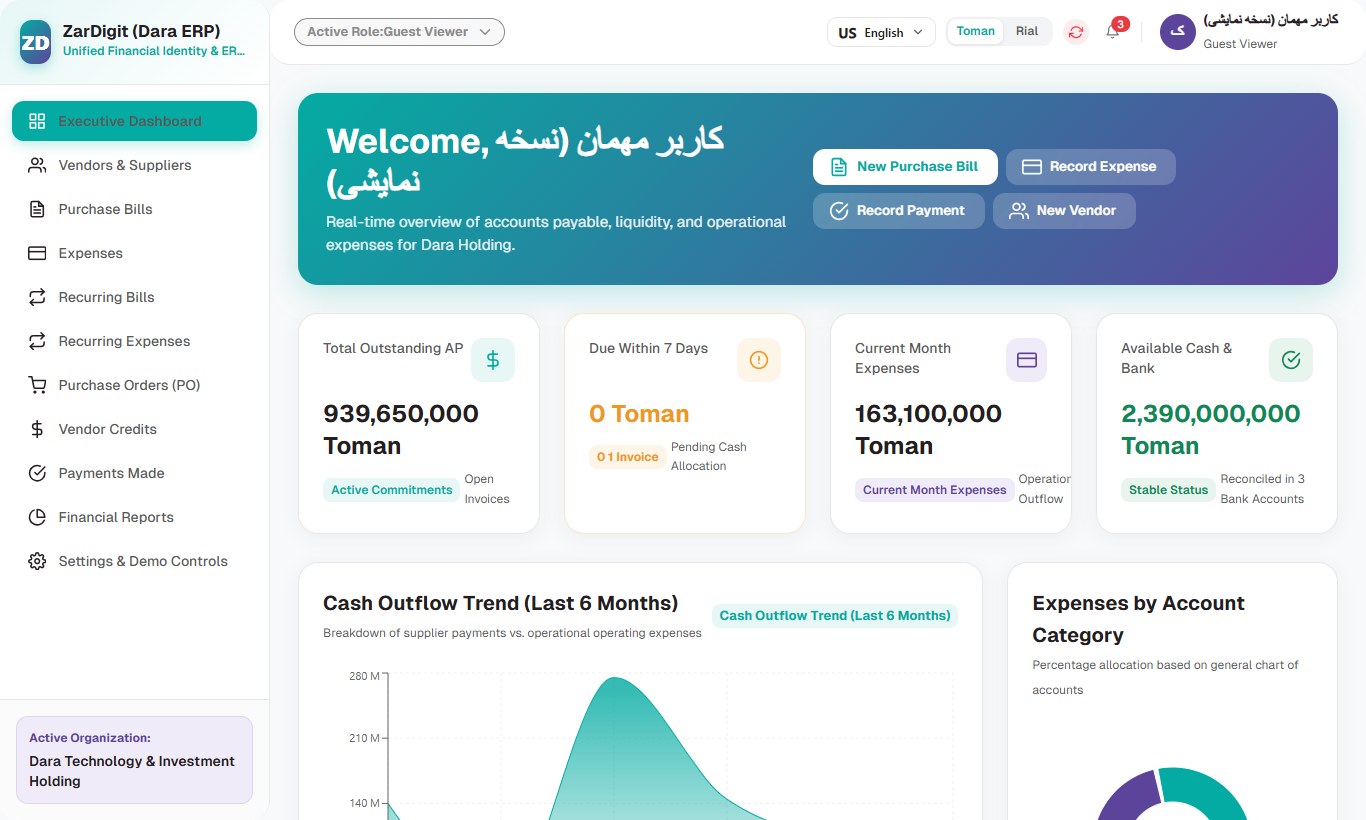 ZD
ZarDigit (Dara ERP)
Unified Financial Identity & ER...
Executive Dashboard
Vendors & Suppliers
Purchase Bills
Expenses
Recurring Bills
Recurring Expenses
Purchase Orders (PO)
Vendor Credits
Payments Made
Financial Reports
Settings & Demo Controls
Active Organization:
Dara Technology & Investment
Holding
Active Role:Guest Viewer
US English
Toman Rial
3
ک
کاربر مهمان (نسخه نمایشی)
Guest Viewer
Welcome, کاربر مهمان (نسخه
نمایشی)
Real-time overview of accounts payable, liquidity, and operational
expenses for Dara Holding.
New Purchase Bill
Record Expense
Record Payment
New Vendor
Total Outstanding AP
939,650,000
Toman
Active Commitments
Open
Invoices
Due Within 7 Days
0 Toman
0 1 Invoice
Pending Cash
Allocation
Current Month
Expenses
163,100,000
Toman
Current Month Expenses
Operation
Outflow
Available Cash &
Bank
2,390,000,000
Toman
Stable Status
Reconciled in 3
Bank Accounts
Cash Outflow Trend (Last 6 Months)
Breakdown of supplier payments vs. operational operating expenses
Cash Outflow Trend (Last 6 Months)
280 M
210 M
140 M
Expenses by Account
Category
Percentage allocation based on general chart of
accounts